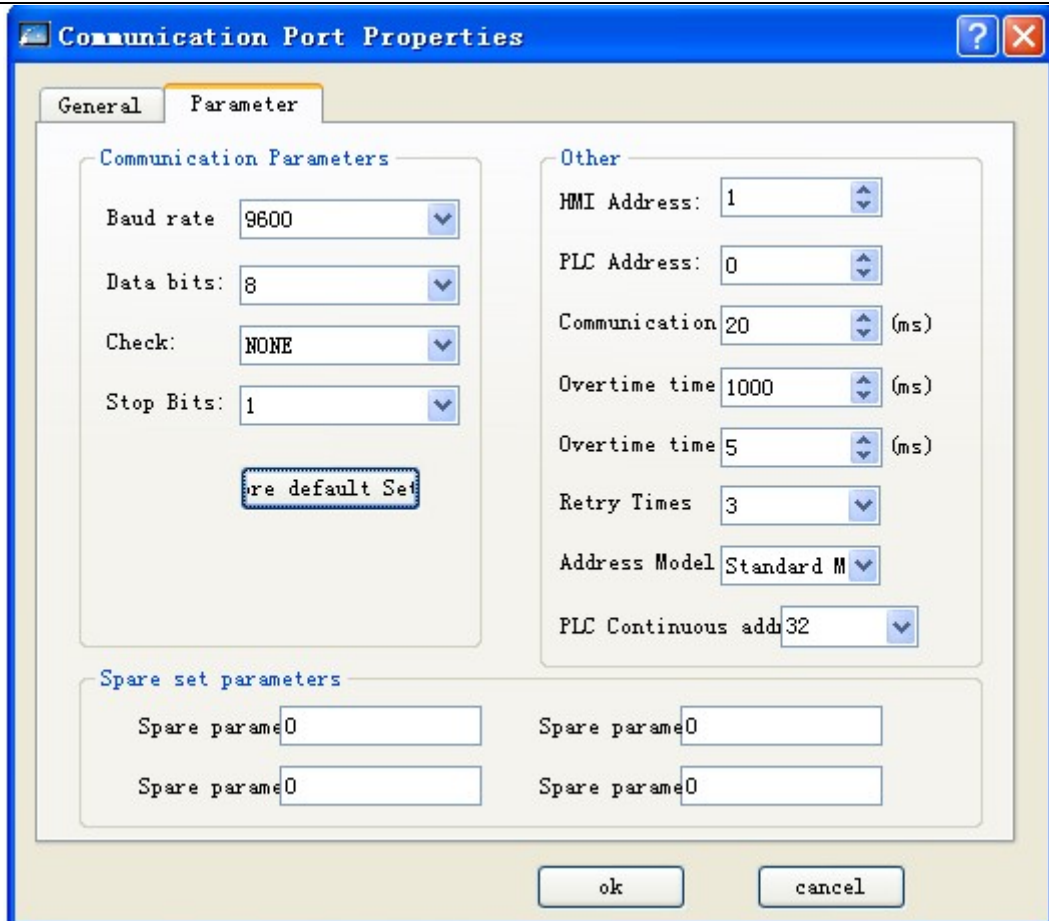 Communication Port Properties
General
Parameter
Communication Parameters
Baud rate 9600
Data bits: 8
Check: NONE
Stop Bits: 1
re default Set
Other
HMI Address: 1
PLC Address: 0
Communication 20 (ms)
Overtime time 1000 (ms)
Overtime time 5 (ms)
Retry Times 3
Address Model Standard M
PLC Continuous add 32
Spare set parameters
Spare parame 0
Spare parame 0
Spare parame 0
Spare parame 0
ok
cancel